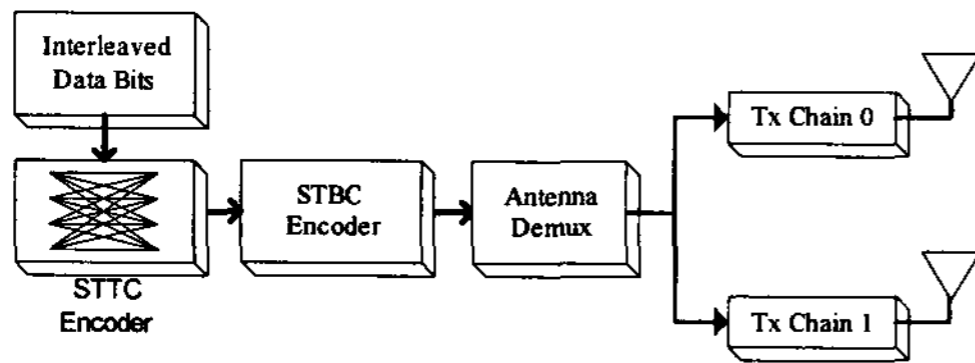 Interleaved
Data Bits
STTC
Encoder
STBC
Encoder
Antenna
Demux
Tx Chain 0
Tx Chain 1